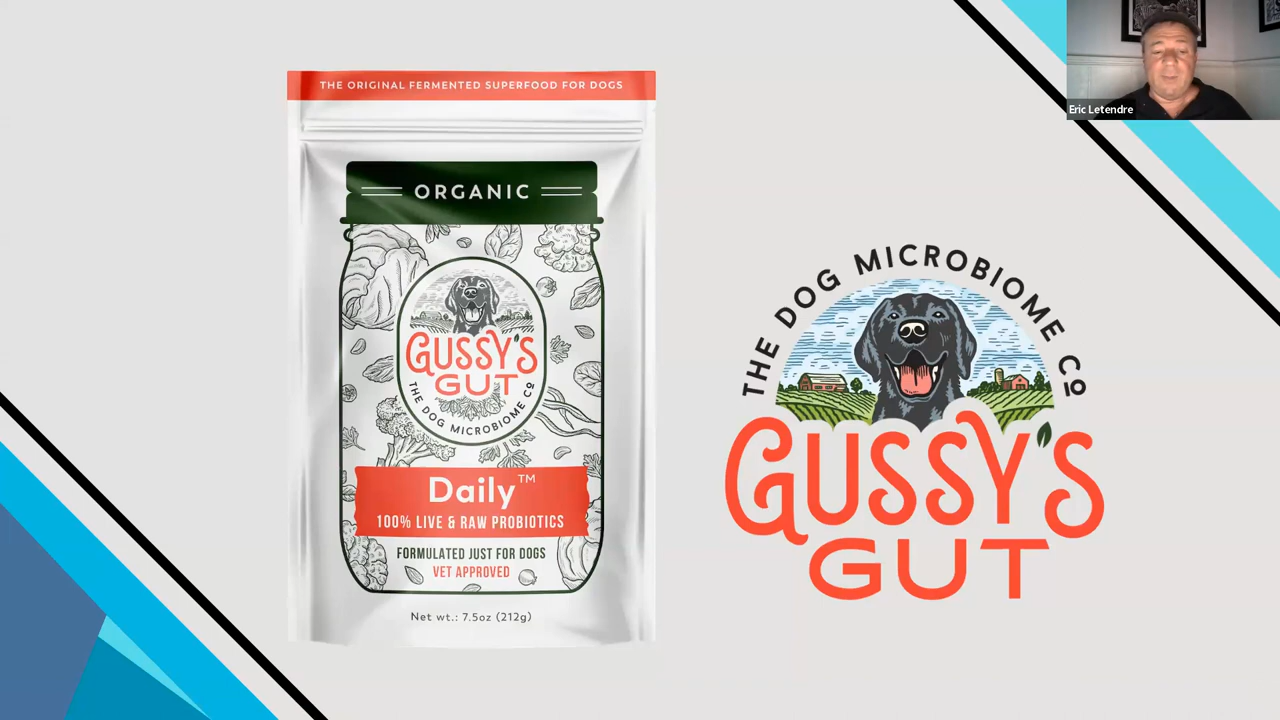 THE ORIGINAL FERMENTED SUPERFOOD FOR DOGS
ORGANIC
GUSSY'S
GUT
THE DOG MICROBIOME CO
Daily™
100% LIVE & RAW PROBIOTICS
FORMULATED JUST FOR DOGS
VET APPROVED
Net wt.: 7.5oz (212g)
THE DOG MICROBIOME CO
GUSSY'S
GUT
Eric Letendre